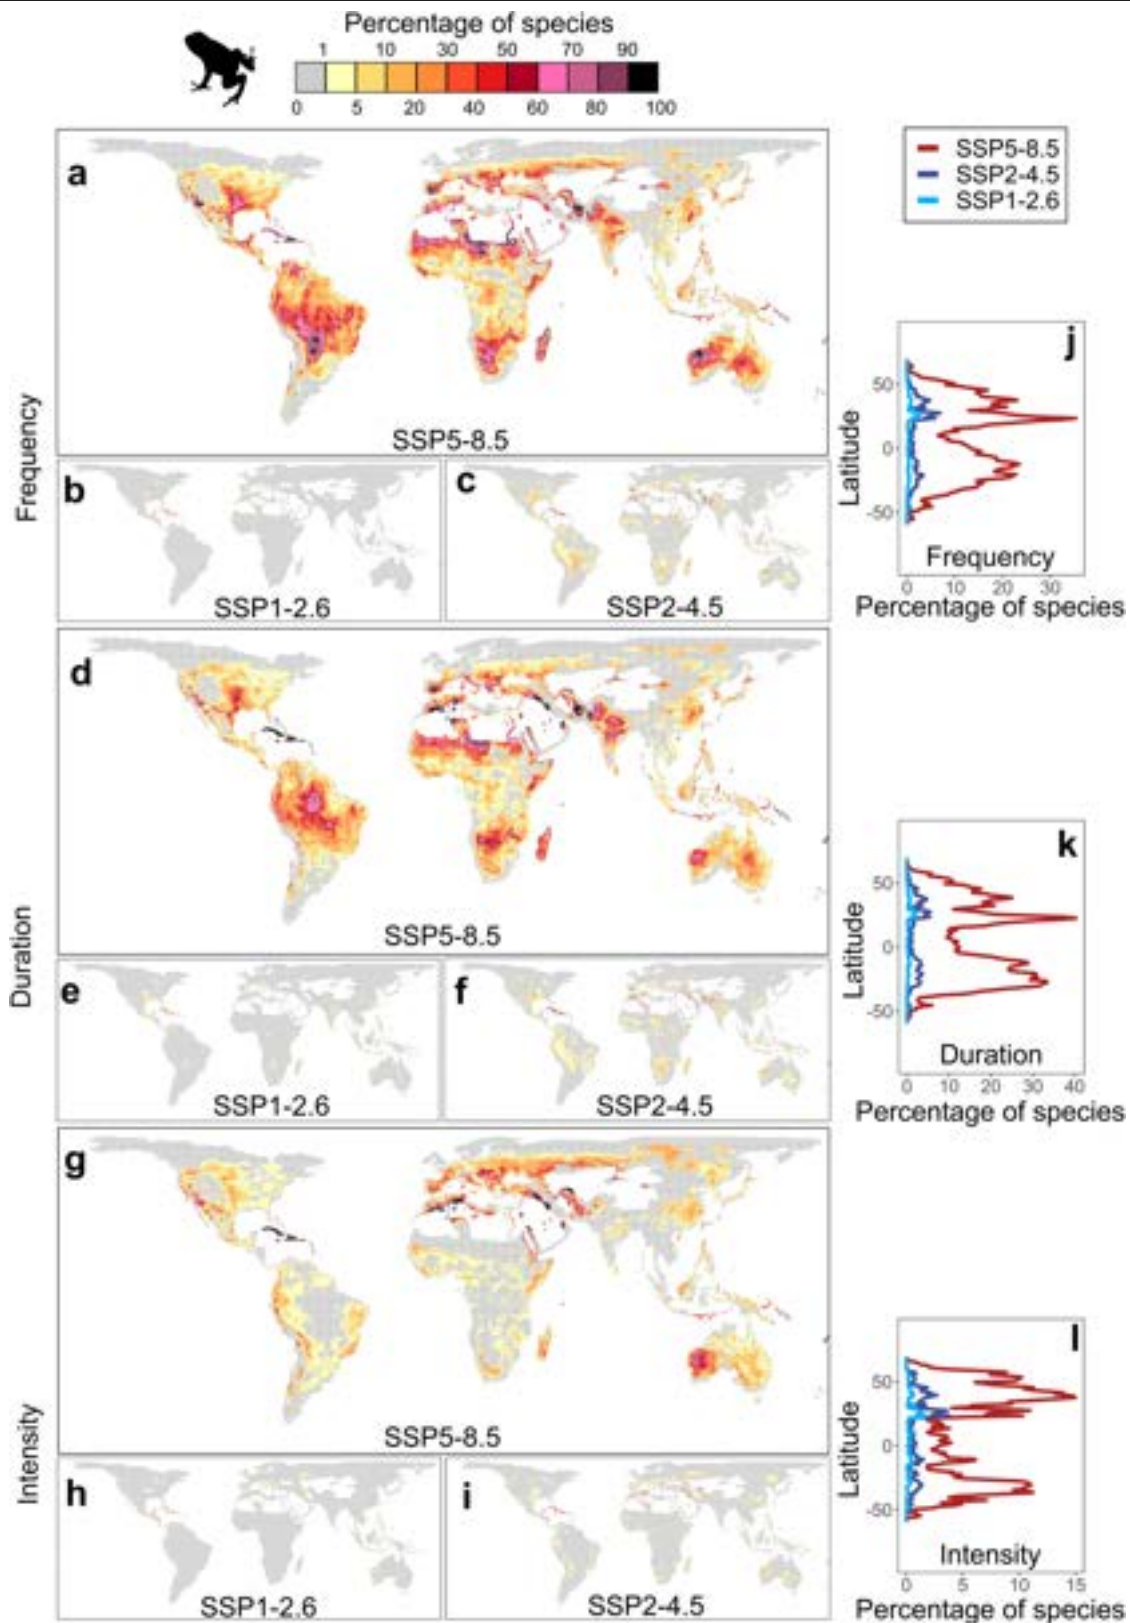 Percentage of species
1 10 30 50 70 90
0 5 20 40 60 80 100
a
SSP5-8.5
SSP2-4.5
SSP1-2.6
Frequency
SSP5-8.5
b
SSP1-2.6
c
SSP2-4.5
j
Latitude
50
0
-50
Frequency
0 10 20 30
Percentage of species
d
Duration
SSP5-8.5
e
SSP1-2.6
f
SSP2-4.5
k
Latitude
50
0
-50
Duration
0 10 20 30 40
Percentage of species
g
Intensity
SSP5-8.5
h
SSP1-2.6
i
SSP2-4.5
l
Latitude
50
0
-50
Intensity
0 5 10 15
Percentage of species